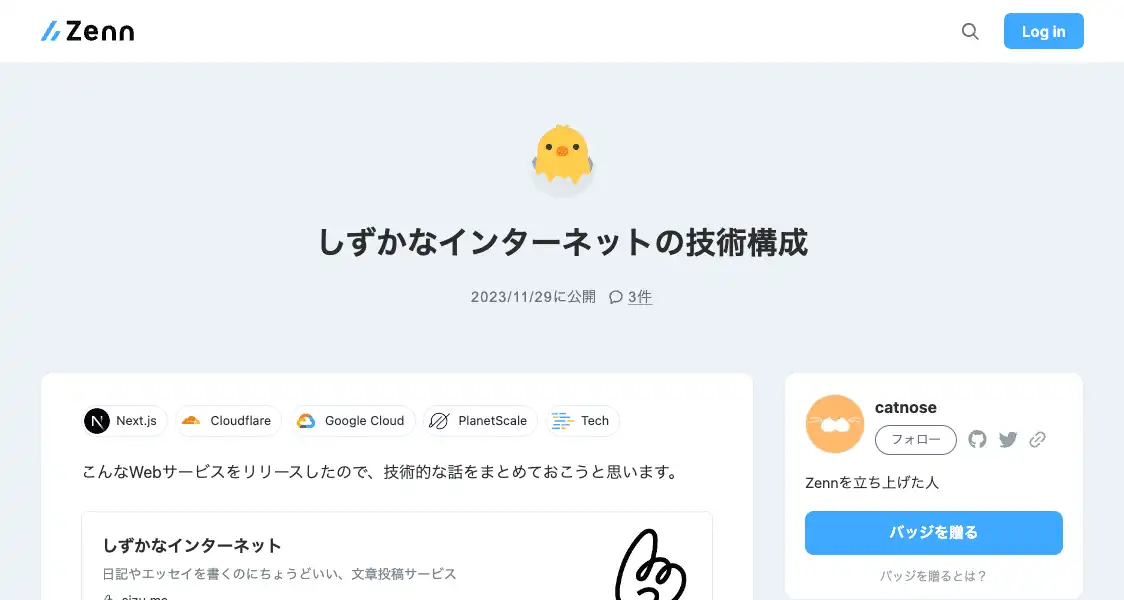 Zenn
Log in
しずかなインターネットの技術構成
2023/11/29に公開 3件
Next.js Cloudflare Google Cloud PlanetScale Tech
こんなWebサービスをリリースしたので、技術的な話をまとめておこうと思います。
しずかなインターネット
日記やエッセイを書くのにちょうどいい、文章投稿サービス
sizu.me
catnose
フォロー
Zennを立ち上げた人
バッジを贈る
バッジを贈るとは？